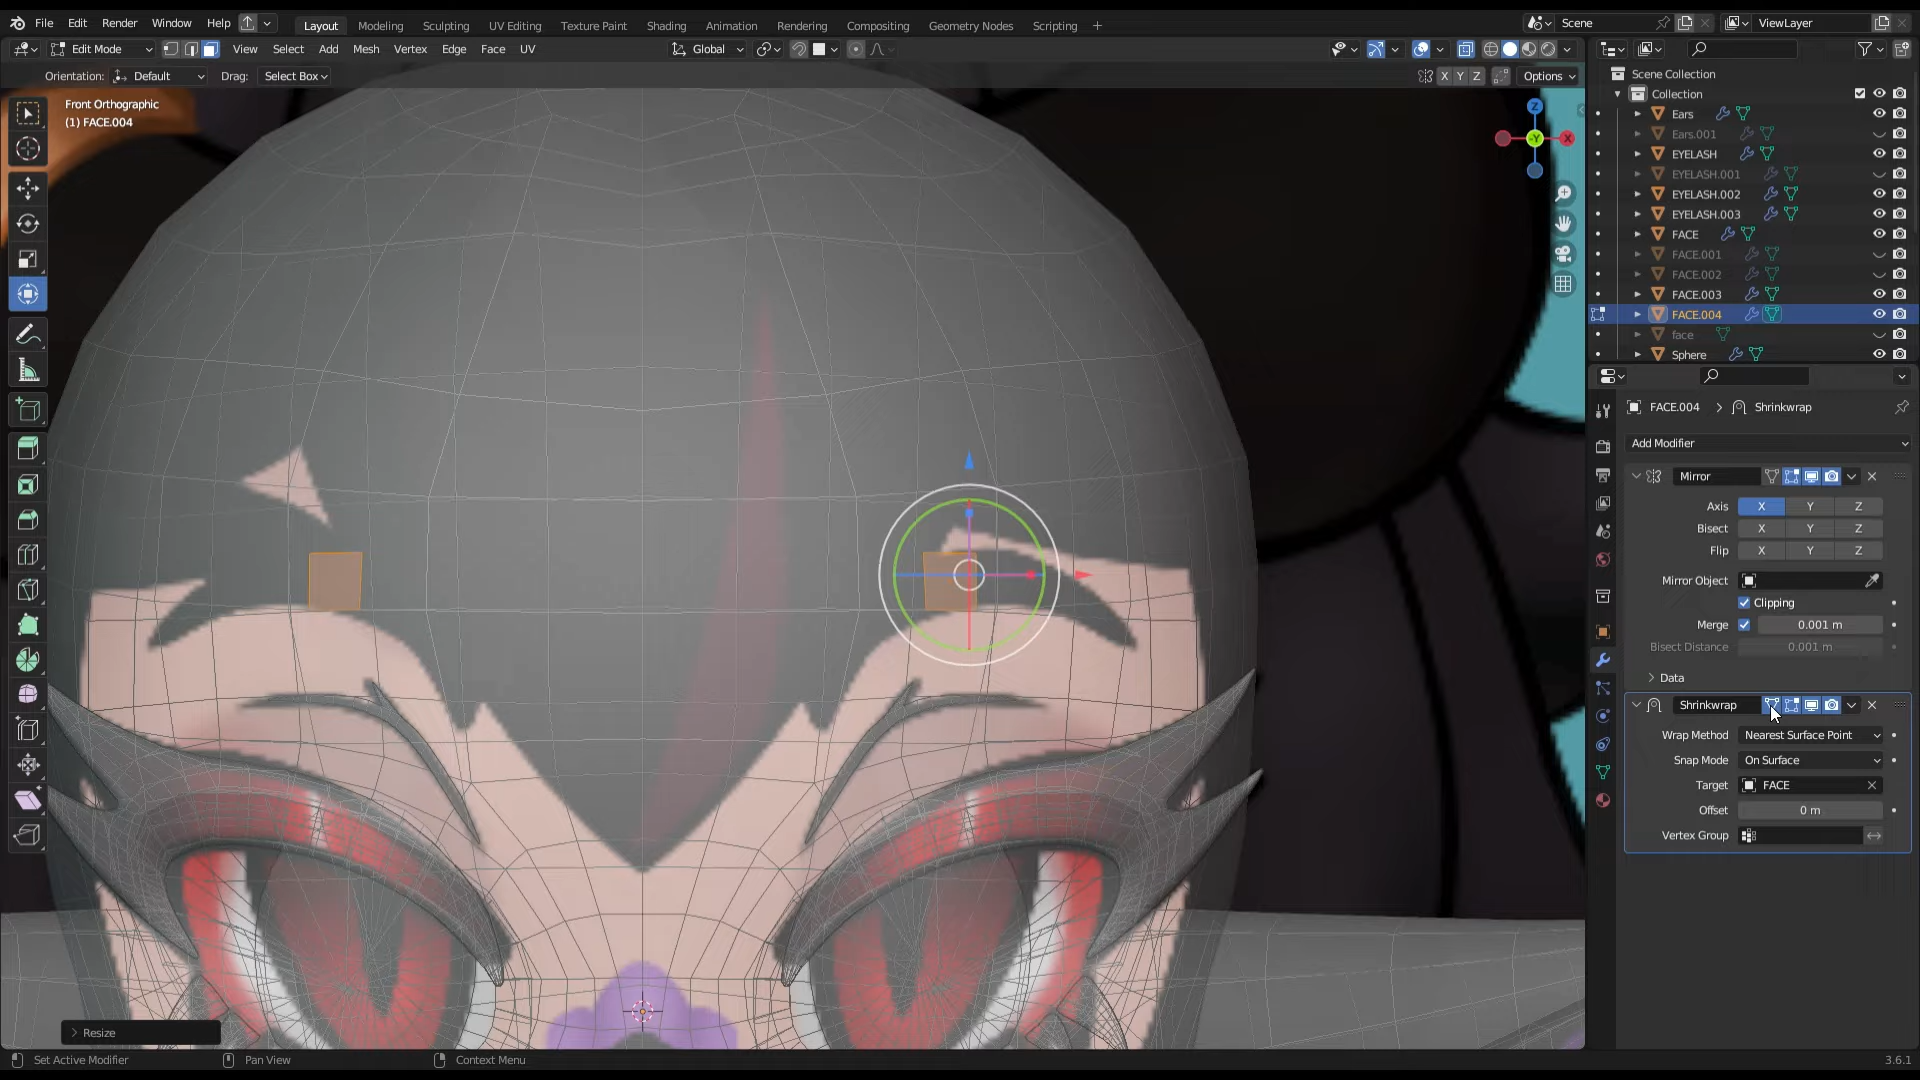 File Edit Render Window Help
Layout Modeling Sculpting UV Editing Texture Paint Shading Animation Rendering Compositing Geometry Nodes Scripting +
Scene
ViewLayer
Edit Mode View Select Add Mesh Vertex Edge Face UV
Global
Orientation: Default Drag: Select Box
X Y Z Options
Front Orthographic
(1) FACE.004
Z
-Y
X
Scene Collection
Collection
Ears
Ears.001
EYELASH
EYELASH.001
EYELASH.002
EYELASH.003
FACE
FACE.001
FACE.002
FACE.003
FACE.004
face
Sphere
FACE.004 > Shrinkwrap
Add Modifier
Mirror
Axis X Y Z
Bisect X Y Z
Flip X Y Z
Mirror Object
Clipping
Merge 0.001 m
Bisect Distance 0.001 m
Data
Shrinkwrap
Wrap Method Nearest Surface Point
Snap Mode On Surface
Target FACE
Offset 0 m
Vertex Group
Resize
Set Active Modifier Pan View Context Menu
3.6.1